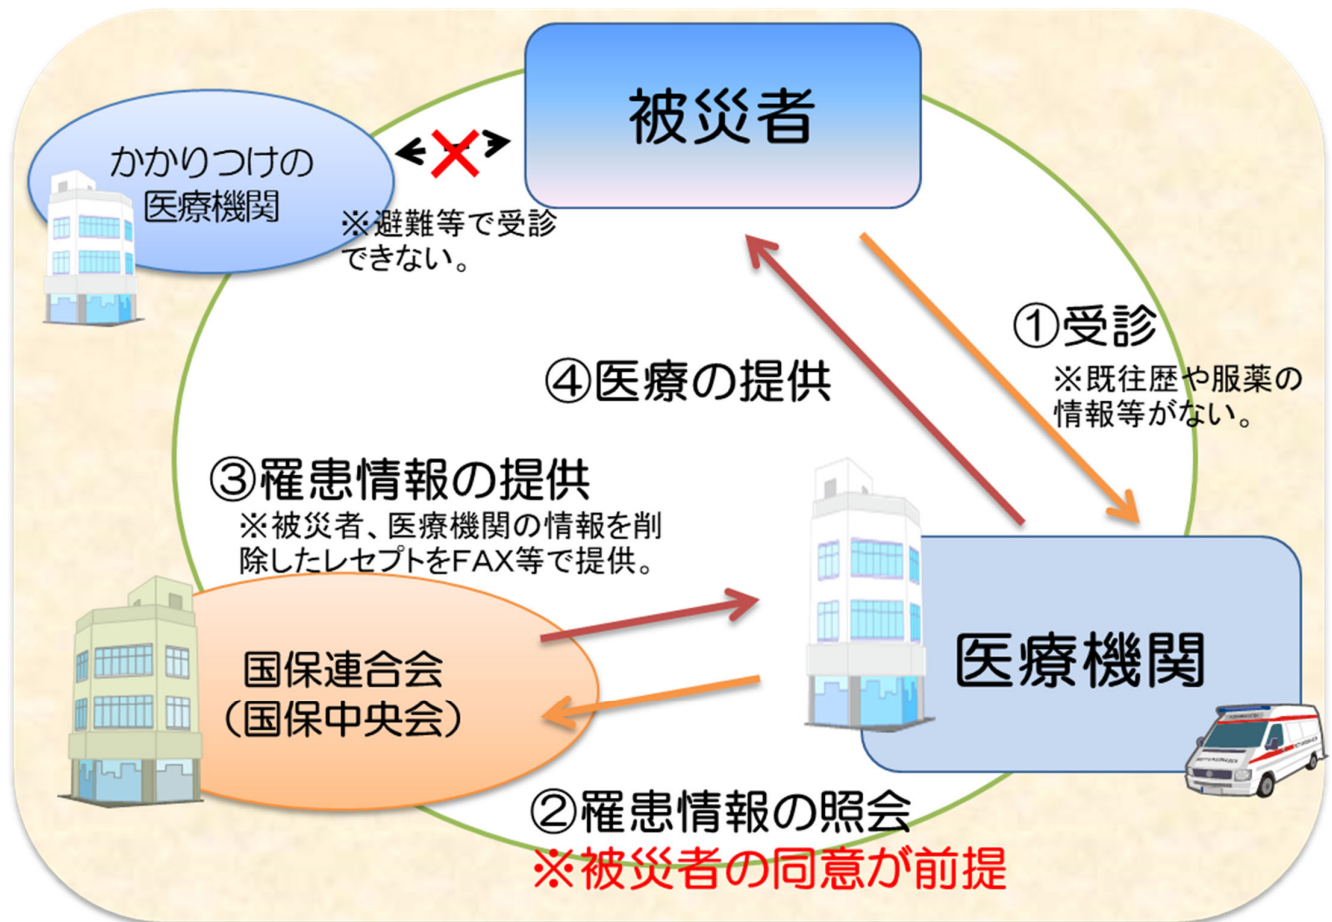 被災者
かかりつけの
医療機関
※避難等で受診
できない。
①受診
※既往歴や服薬の
情報等がない。
④医療の提供
③罹患情報の提供
※被災者、医療機関の情報を削
除したレセプトをFAX等で提供。
国保連合会
（国保中央会）
医療機関
②罹患情報の照会
※被災者の同意が前提